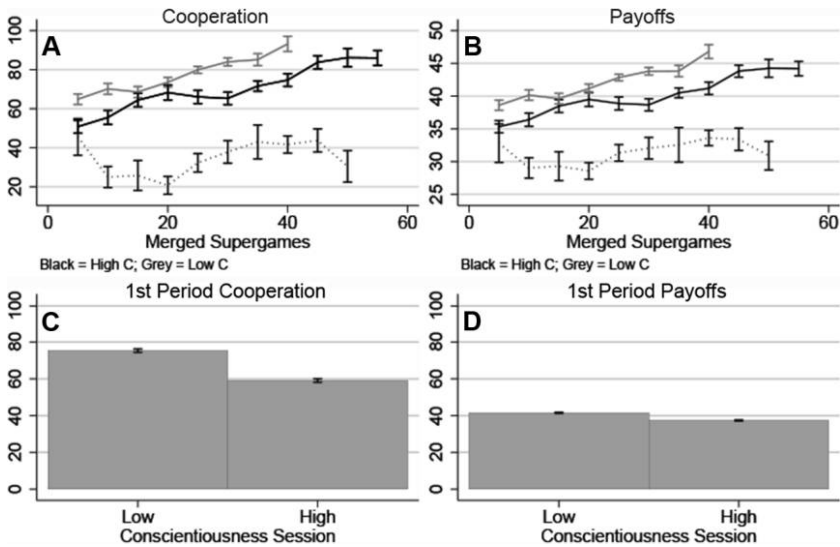 Cooperation
A
100
80
60
40
20
0 20 40 60
Merged Supergames
Black = High C; Grey = Low C
Payoffs
B
50
45
40
35
30
25
0 20 40 60
Merged Supergames
Black = High C; Grey = Low C
1st Period Cooperation
C
100
80
60
40
20
0
Low High
Conscientiousness Session
1st Period Payoffs
D
100
80
60
40
20
0
Low High
Conscientiousness Session